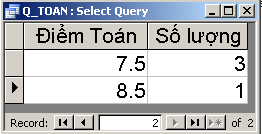 Q_TOAN : Select Query
Điểm Toán Số lượng
7.5 3
8.5 1
Record: 2 of 2